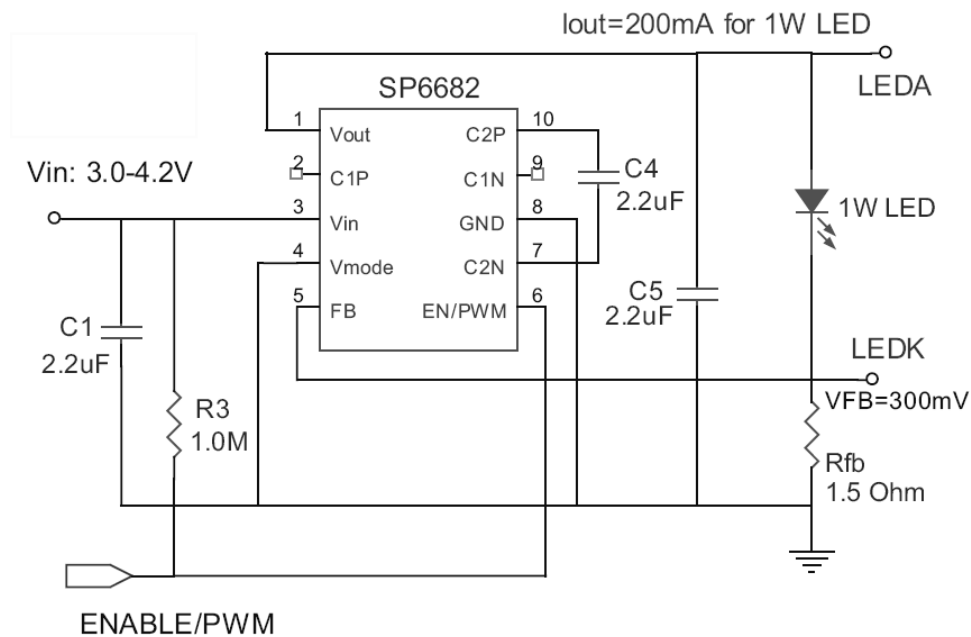 Iout=200mA for 1W LED
LEDA
SP6682
1 Vout C2P 10
2 C1P C1N 9
Vin: 3.0-4.2V
3 Vin GND 8
4 Vmode C2N 7
5 FB EN/PWM 6
C4
2.2uF
1W LED
C5
2.2uF
C1
2.2uF
LEDK
VFB=300mV
R3
1.0M
Rfb
1.5 Ohm
ENABLE/PWM